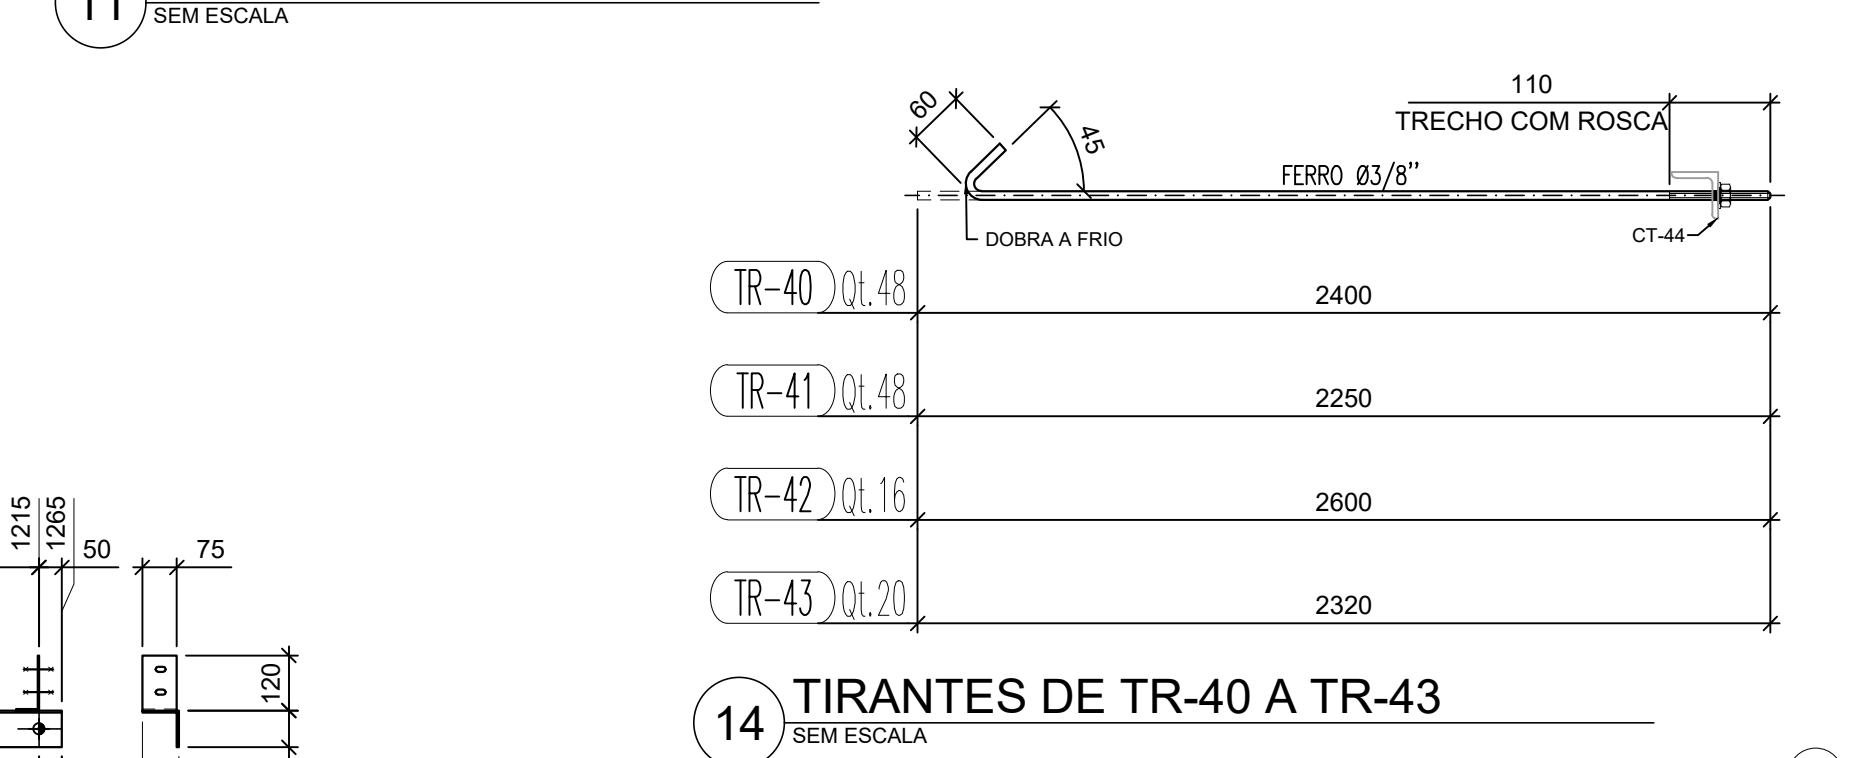 11
SEM ESCALA
110
TRECHO COM ROSCA
60
45
FERRO Ø3/8”
DOBRA A FRIO
CT-44
TR-40 Qt.48
2400
TR-41 Qt.48
2250
TR-42 Qt.16
2600
TR-43 Qt.20
2320
1215
1265
50
75
120
14
TIRANTES DE TR-40 A TR-43
SEM ESCALA